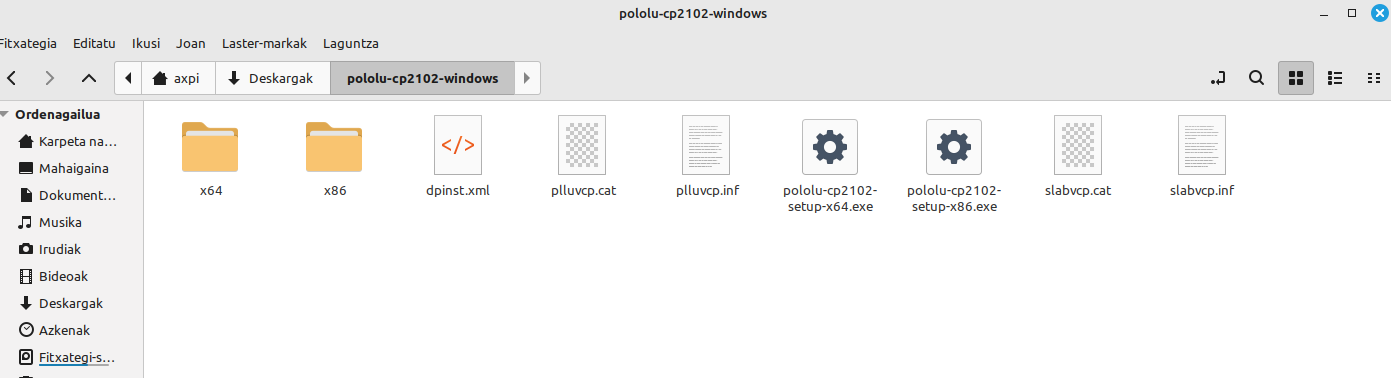 pololu-cp2102-windows
Fitxategia Editatu Ikusi Joan Laster-markak Laguntza
axpi Deskargak pololu-cp2102-windows
Ordenagailua
Karpeta na...
Mahaigaina
Dokument...
Musika
Irudiak
Bideoak
Deskargak
Azkenak
Fitxategi-s...
x64
x86
</>
dpinst.xml
plluvcp.cat
plluvcp.inf
pololu-cp2102-
setup-x64.exe
pololu-cp2102-
setup-x86.exe
slabvcp.cat
slabvcp.inf